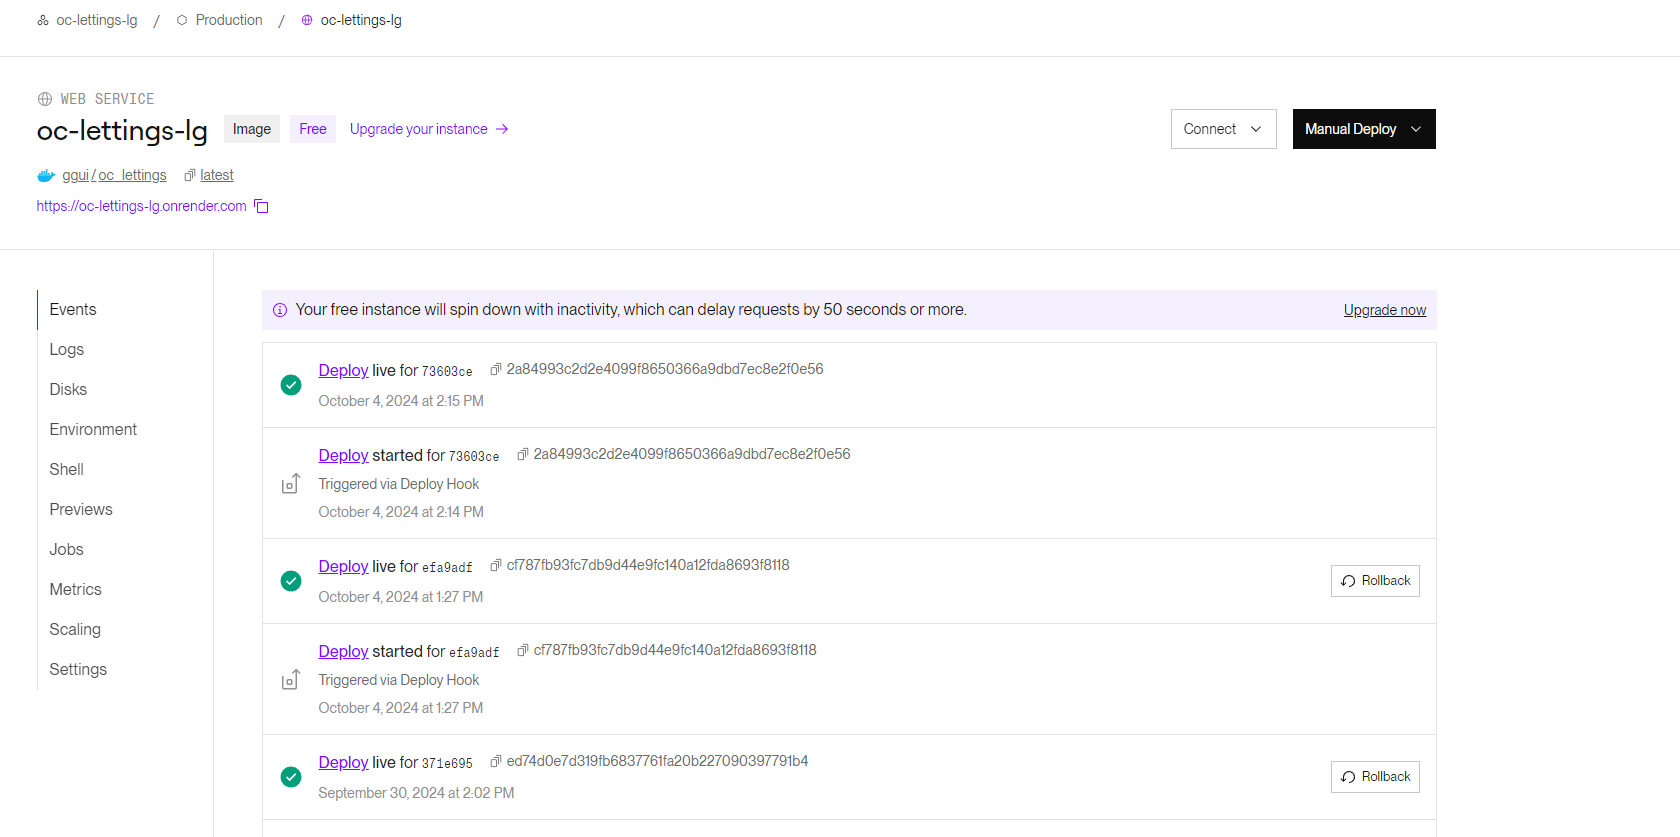 oc-lettings-lg / Production / oc-lettings-lg
WEB SERVICE
oc-lettings-lg Image Free Upgrade your instance →
Connect Manual Deploy
ggui / oc_lettings latest
https://oc-lettings-lg.onrender.com
Events
Logs
Disks
Environment
Shell
Previews
Jobs
Metrics
Scaling
Settings
Your free instance will spin down with inactivity, which can delay requests by 50 seconds or more. Upgrade now
Deploy live for 73603ce 2a84993c2d2e4099f8650366a9dbd7ec8e2f0e56
October 4, 2024 at 2:15 PM
Deploy started for 73603ce 2a84993c2d2e4099f8650366a9dbd7ec8e2f0e56
Triggered via Deploy Hook
October 4, 2024 at 2:14 PM
Deploy live for efa9adf cf787fb93fc7db9d44e9fc140a12fda8693f8118
October 4, 2024 at 1:27 PM
Rollback
Deploy started for efa9adf cf787fb93fc7db9d44e9fc140a12fda8693f8118
Triggered via Deploy Hook
October 4, 2024 at 1:27 PM
Deploy live for 371e695 ed74d0e7d319fb6837761fa20b227090397791b4
September 30, 2024 at 2:02 PM
Rollback